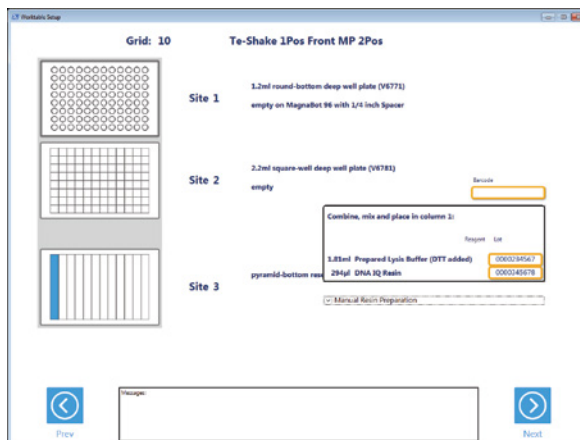 Worktable Setup
Grid: 10 Te-Shake 1Pos Front MP 2Pos
Site 1
1.2ml round-bottom deep well plate (V6771)
empty on MagnaBot 96 with 1/4 inch Spacer
Site 2
2.2ml square-well deep well plate (V6781)
empty
Barcode
Combine, mix and place in column 1:
Reagent Lot
1.81ml Prepared Lysis Buffer (DTT added) 0000284567
294µl DNA IQ Resin 0000245678
Site 3
pyramid-bottom
Manual Resin Preparation
Messages:
Prev
Next